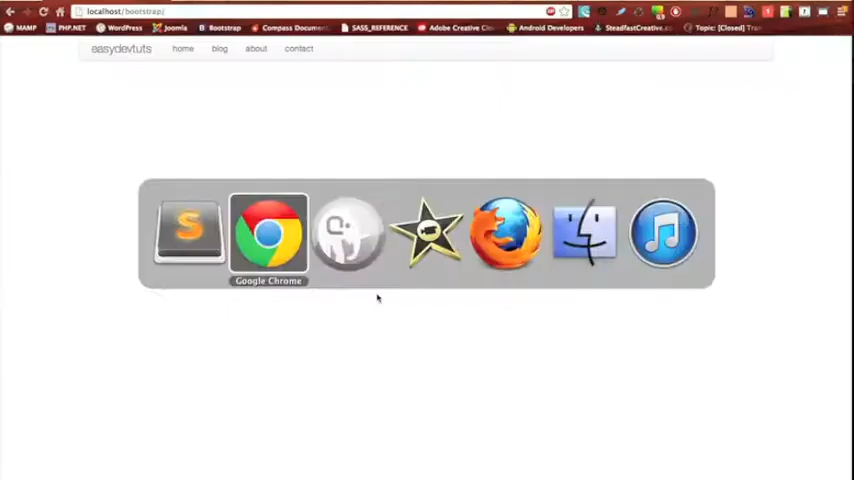 localhost/bootstrap/
MAMP PHP.NET WordPress Joomla Bootstrap Compass Documen SASS_REFERENCE Adobe Creative Clo Android Developers SteadfastCreative.c Topic: [Closed] Tra
easydevtuts home blog about contact
Google Chrome